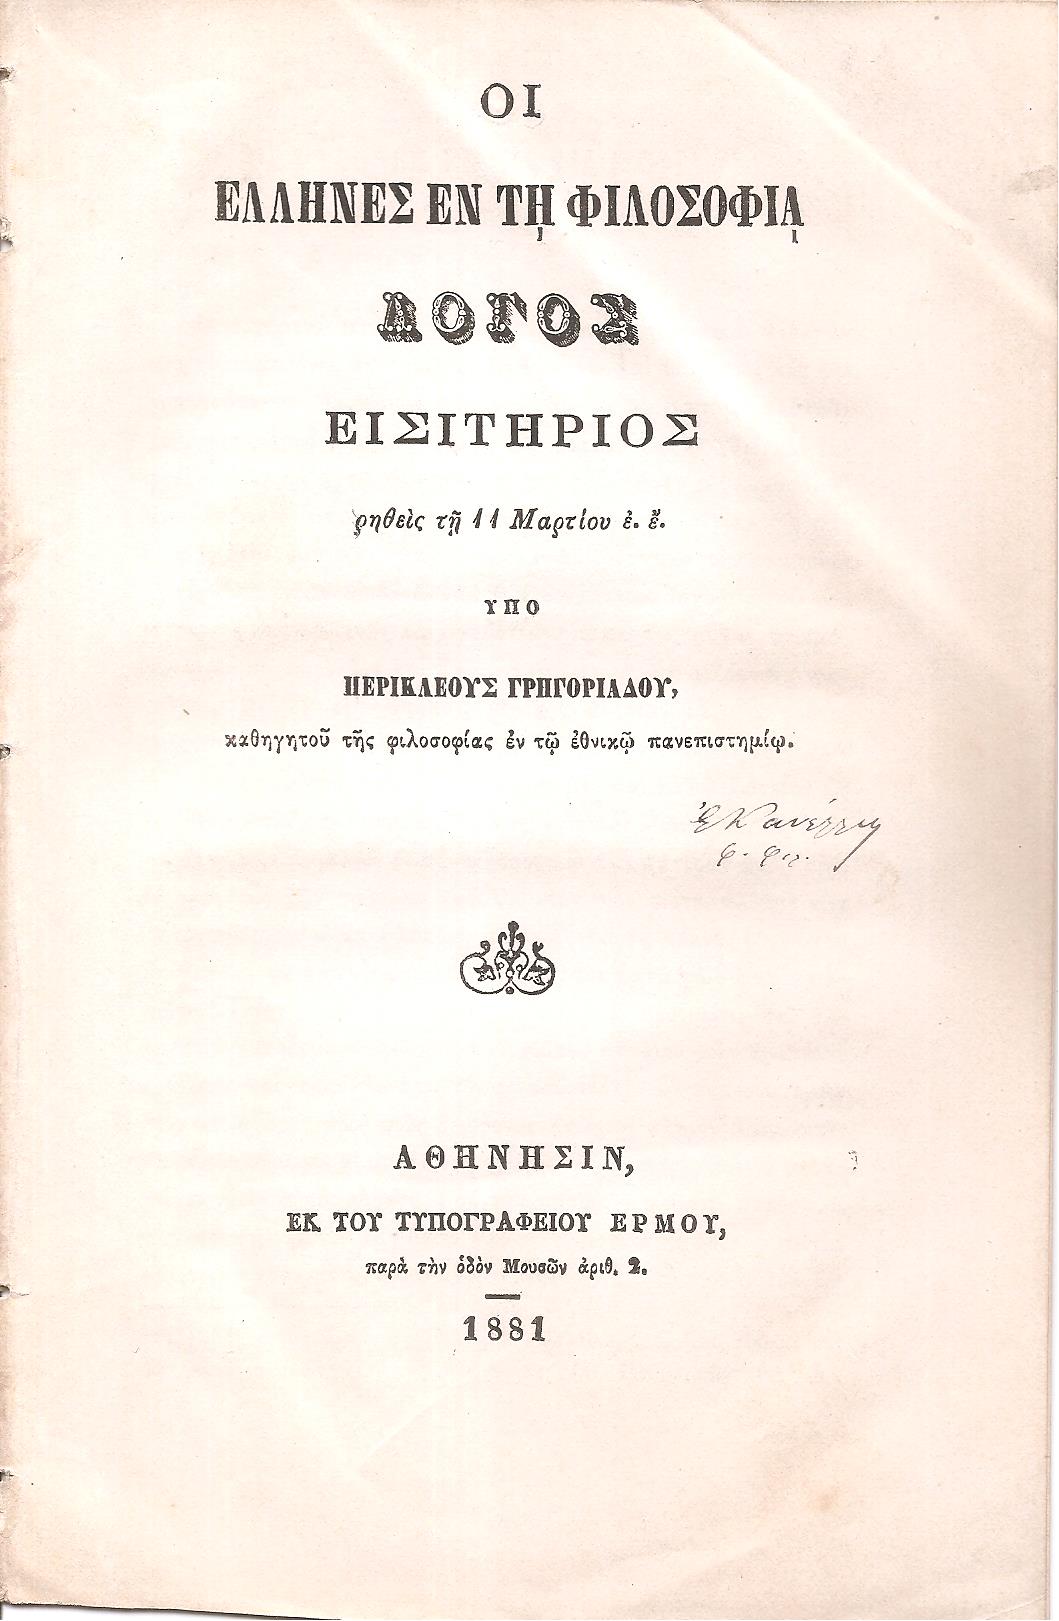 ΟΙ
ΕΛΛΗΝΕΣ ΕΝ Τῌ ΦΙΛΟΣΟΦΙᾼ
ΛΟΓΟΣ
ΕΙΣΙΤΗΡΙΟΣ
ῥηθεὶς τῇ 11 Μαρτίου ἐ. ἔ.
ΥΠΟ
ΠΕΡΙΚΛΕΟΥΣ ΓΡΗΓΟΡΙΑΔΟΥ,
καθηγητοῦ τῆς φιλοσοφίας ἐν τῷ ἐθνικῷ πανεπιστημίῳ.
ΑΘΗΝΗΣΙΝ,
ΕΚ ΤΟΥ ΤΥΠΟΓΡΑΦΕΙΟΥ ΕΡΜΟΥ,
παρὰ τὴν ὁδὸν Μουσῶν ἀριθ. 2.
1881